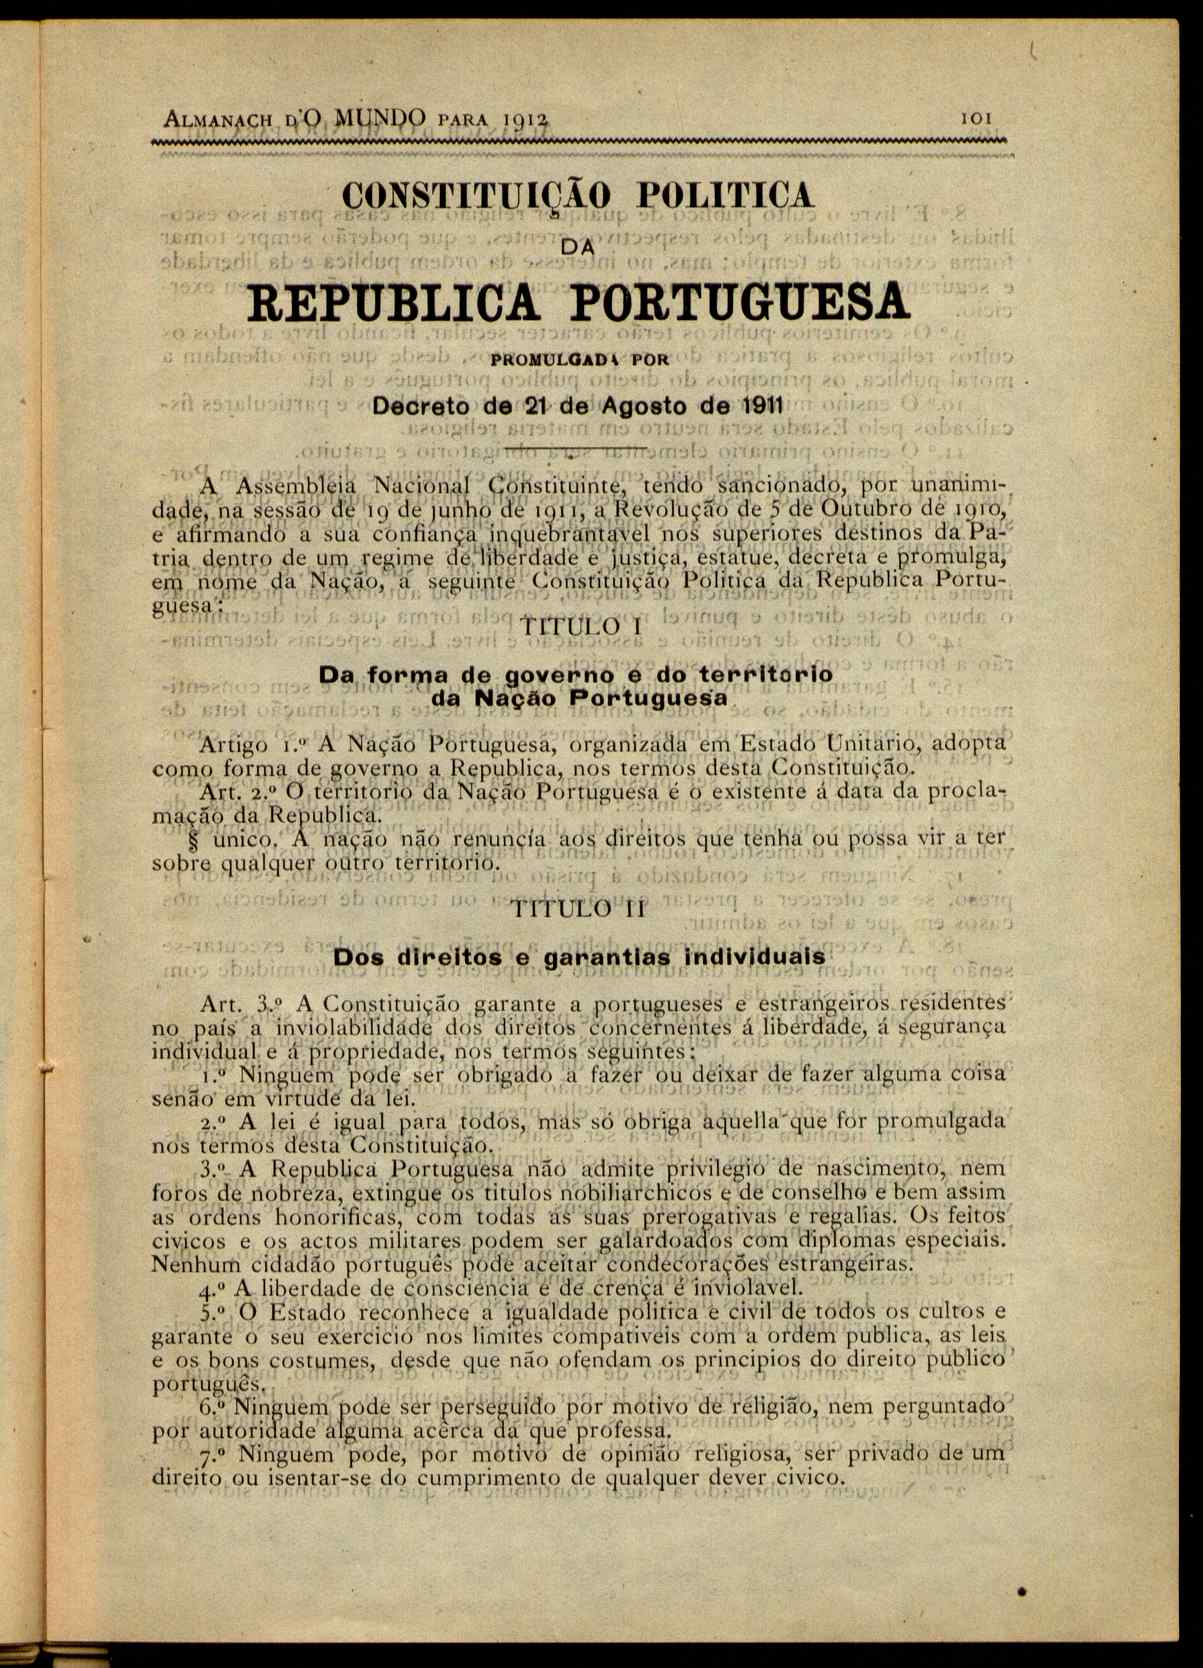 ALMANACH D'O MUNDO PARA 1912 101
CONSTITUIÇÃO POLITICA
DA
REPUBLICA PORTUGUESA
PROMULGADA POR
Decreto de 21 de Agosto de 1911
A Assembleia Nacional Constituinte, tendo sancionado, por unanimi-
dade, na sessão de 19 de junho de 1911, a Revolução de 5 de Outubro de 1910,
e afirmando a sua confiança inquebrantavel nos superiores destinos da Pa-
tria dentro de um regime de liberdade e justiça, estatue, decreta e promulga,
em nome da Nação, a seguinte Constituição Politica da Republica Portu-
guesa:
TITULO I
Da forma de governo e do territorio
da Nação Portuguesa
Artigo 1.º A Nação Portuguesa, organizada em Estado Unitario, adopta
como forma de governo a Republica, nos termos desta Constituição.
Art. 2.º O territorio da Nação Portuguesa é o existente á data da procla-
mação da Republica.
§ unico. A nação não renuncia aos direitos que tenha ou possa vir a ter
sobre qualquer outro territorio.
TITULO II
Dos direitos e garantias individuais
Art. 3.º A Constituição garante a portugueses e estrangeiros residentes
no país a inviolabilidade dos direitos concernentes á liberdade, á segurança
individual e á propriedade, nos termos seguintes:
1.º Ninguem pode ser obrigado a fazer ou deixar de fazer alguma coisa
senão em virtude da lei.
2.º A lei é igual para todos, mas só obriga aquella que for promulgada
nos termos desta Constituição.
3.º A Republica Portuguesa não admite privilegio de nascimento, nem
foros de nobreza, extingue os titulos nobiliarchicos e de conselho e bem assim
as ordens honorificas, com todas as suas prerogativas e regalias. Os feitos
civicos e os actos militares podem ser galardoados com diplomas especiais.
Nenhum cidadão português pode aceitar condecorações estrangeiras.
4.º A liberdade de consciencia e de crença é inviolavel.
5.º O Estado reconhece a igualdade politica e civil de todos os cultos e
garante o seu exercicio nos limites compativeis com a ordem publica, as leis
e os bons costumes, desde que não ofendam os principios do direito publico
português.
6.º Ninguem pode ser perseguido por motivo de religião, nem perguntado
por autoridade alguma acêrca da que professa.
7.º Ninguem pode, por motivo de opinião religiosa, ser privado de um
direito ou isentar-se do cumprimento de qualquer dever civico.